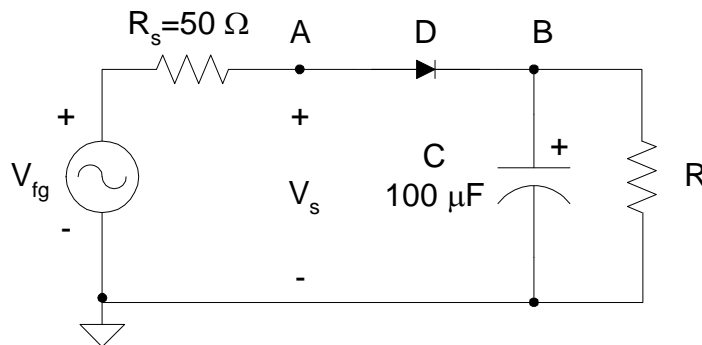 R_s=50 Ω
A
D
B
+
+
+
C
100 μF
R
V_fg
V_s
-
-